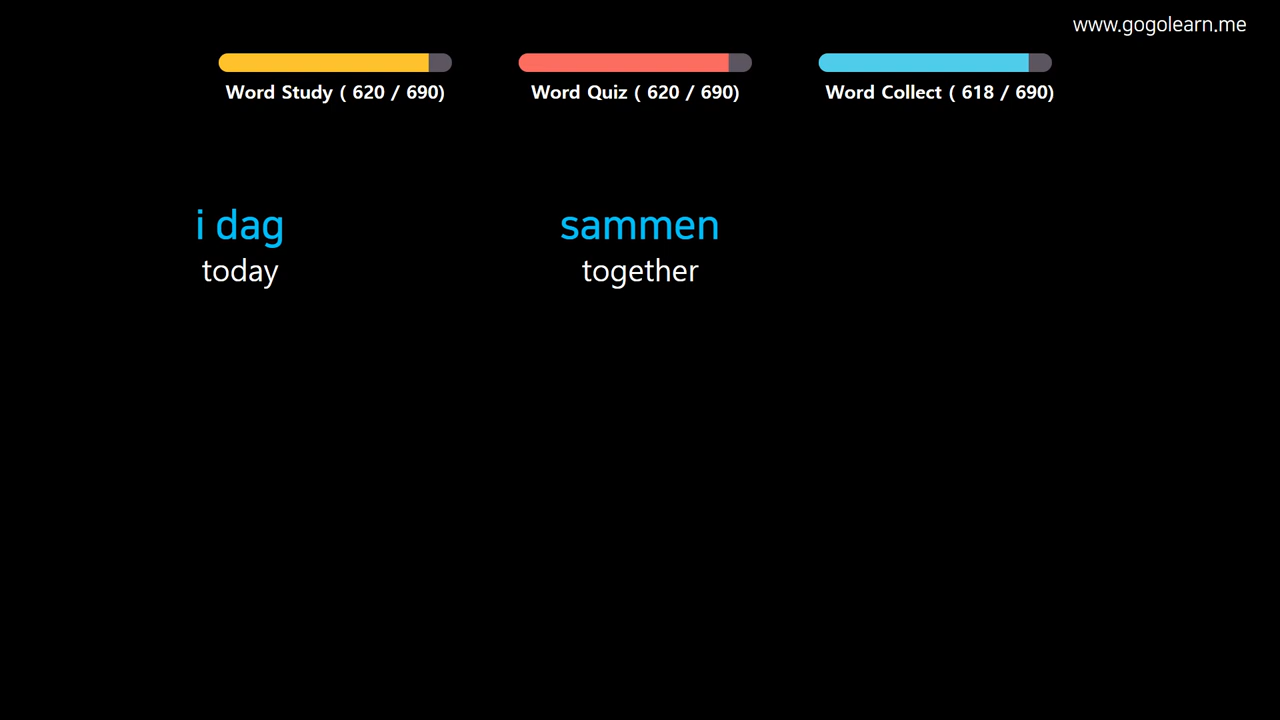 www.gogolearn.me
Word Study ( 620 / 690)
Word Quiz ( 620 / 690)
Word Collect ( 618 / 690)
i dag
today
sammen
together